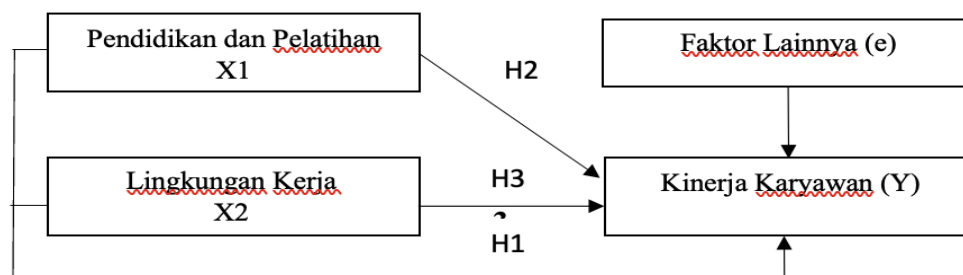 Pendidikan dan Pelatihan
X1
Faktor Lainnya (e)
H2
Lingkungan Kerja
X2
H3
H1
Kinerja Karyawan (Y)